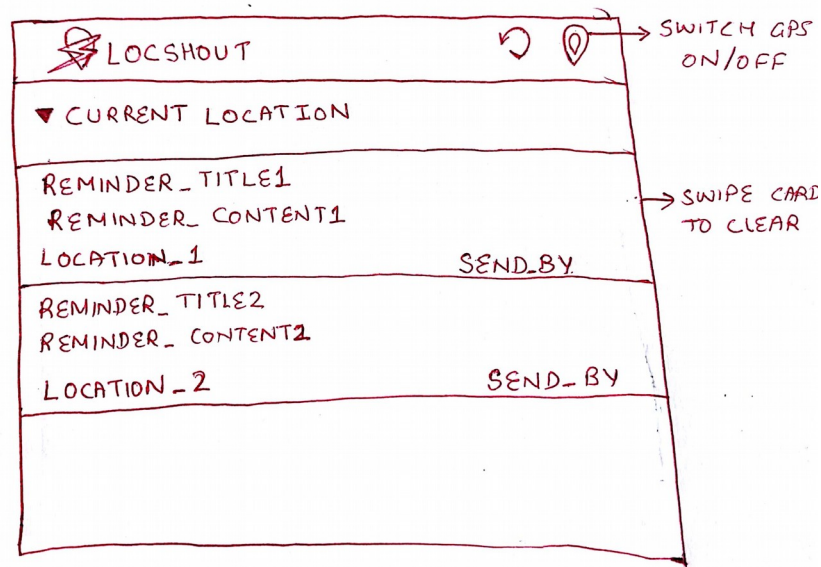 LOCSHOUT
SWITCH GPS
ON/OFF
▼ CURRENT LOCATION
REMINDER_TITLE1
REMINDER_CONTENT1
LOCATION_1 SEND_BY
SWIPE CARD
TO CLEAR
REMINDER_TITLE2
REMINDER_CONTENT2
LOCATION_2 SEND_BY